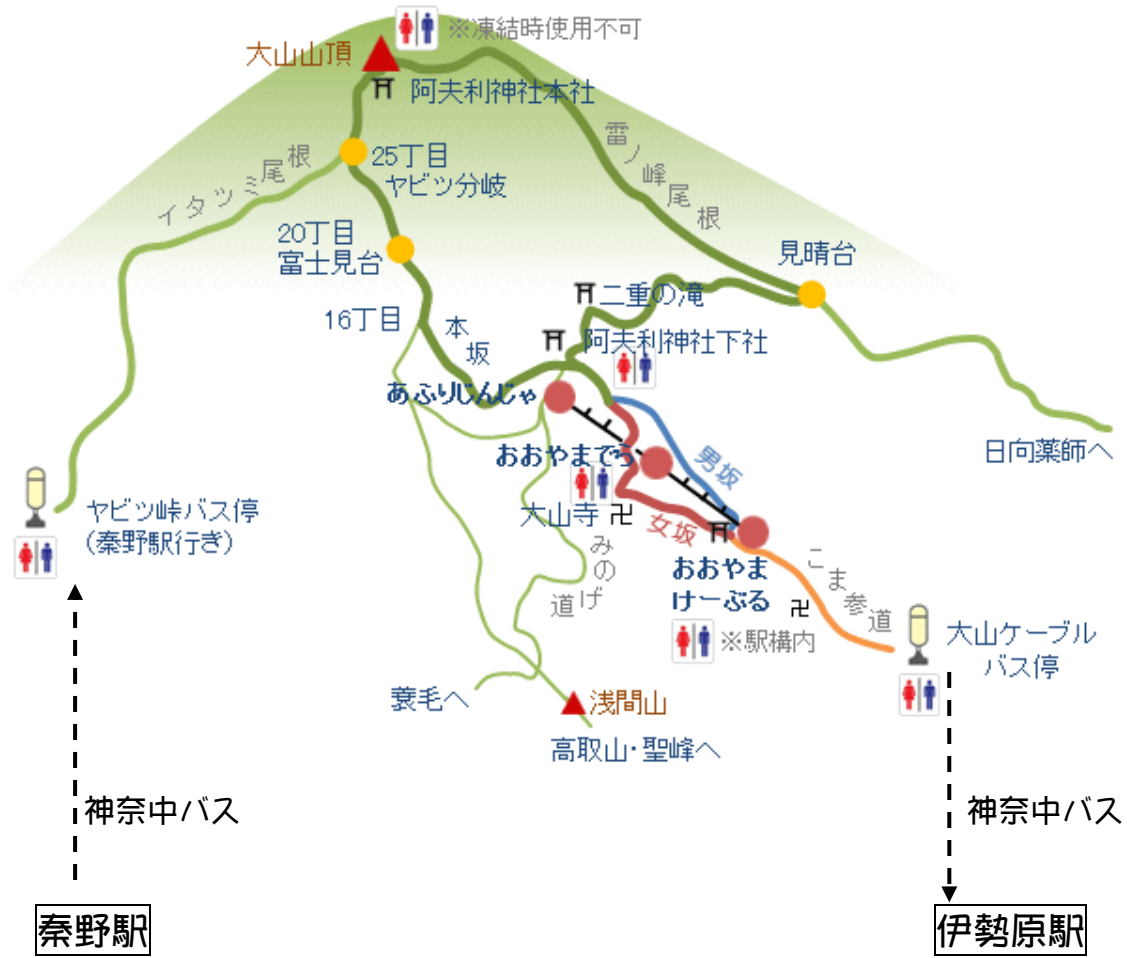 ※凍結時使用不可
大山山頂
阿夫利神社本社
雷ノ峰尾根
イタツミ尾根
25丁目
ヤビツ分岐
20丁目
富士見台
見晴台
二重の滝
16丁目
本坂
阿夫利神社下社
あふりじんじゃ
おおやまでら
男坂
日向薬師へ
ヤビツ峠バス停
(秦野駅行き)
大山寺
卍
女坂
みのげ道
おおやま
けーぶる
卍
こま参道
※駅構内
大山ケーブル
バス停
蓑毛へ
浅間山
高取山・聖峰へ
神奈中バス
神奈中バス
秦野駅
伊勢原駅